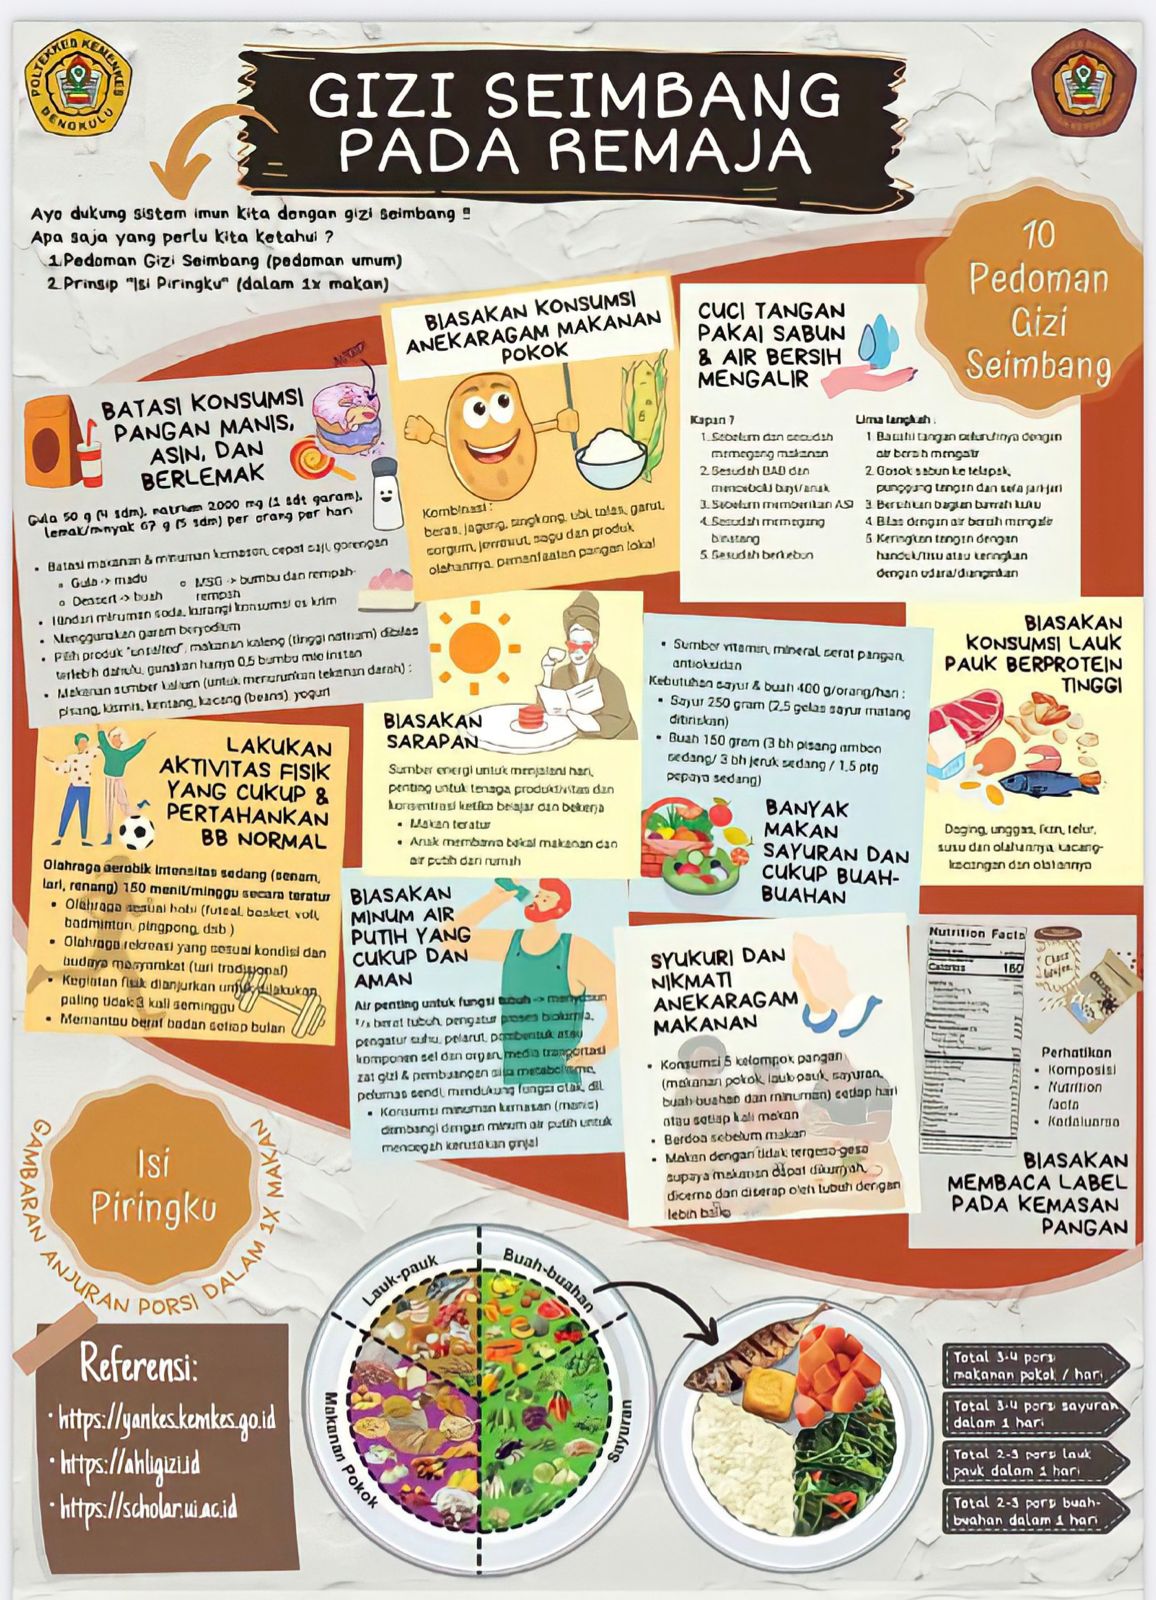 POLTEKKES KEMENKES
BENGKULU
GIZI SEIMBANG
PADA REMAJA
Ayo dukung sistem imun kita dengan gizi seimbang !!
Apa saja yang perlu kita ketahui ?
1.Pedoman Gizi Seimbang (pedoman umum)
2.Prinsip "Isi Piringku" (dalam 1x makan)
10
Pedoman
Gizi
Seimbang
BATASI KONSUMSI
PANGAN MANIS,
ASIN, DAN
BERLEMAK
Gula 50 g (4 sdm), natrium 2000 mg (1 sdt garam),
lemak/minyak 67 g (5 sdm) per orang per hari
• Batasi makanan & minuman kemasan, cepat saji, gorengan
Gula -> madu
MSG -> bumbu dan rempah-
rempah
Dessert -> buah
• Hindari minuman soda, kurangi konsumsi es krim
• Menggunakan garam beryodium
• Pilih produk "unsalted", makanan kaleng (tinggi natrium) dibilas
terlebih dahulu, gunakan hanya 0,5 bumbu mie instan
• Makanan sumber kalium (untuk menurunkan tekanan darah) :
pisang, kismis, kentang, kacang (beans), yogurt
BIASAKAN KONSUMSI
ANEKARAGAM MAKANAN
POKOK
Kombinasi :
beras, jagung, singkong, ubi, talas, garut,
sorgum, jewawut, sagu dan produk
olahannya, pemanfaatan pangan lokal
CUCI TANGAN
PAKAI SABUN
& AIR BERSIH
MENGALIR
Kapan ?
1. Sebelum dan sesudah
memegang makanan
2. Sesudah BAB dan
menceboki bayi/anak
3. Sebelum memberikan ASI
4. Sesudah memegang
binatang
5. Sesudah berkebun
Lima langkah :
1. Basahi tangan seluruhnya dengan
air bersih mengalir
2. Gosok sabun ke telapak,
punggung tangan dan sela jari-jari
3. Bersihkan bagian bawah kuku
4. Bilas dengan air bersih mengalir
5. Keringkan tangan dengan
handuk/tisu atau keringkan
dengan udara/dianginkan
LAKUKAN
AKTIVITAS FISIK
YANG CUKUP &
PERTAHANKAN
BB NORMAL
Olahraga aerobik intensitas sedang (senam,
lari, renang) 150 menit/minggu secara teratur
• Olahraga sesuai hobi (futsal, basket, voli,
badminton, pingpong, dsb )
• Olahraga rekreasi yang sesuai kondisi dan
budaya masyarakat (tari tradisional)
• Kegiatan fisik dianjurkan untuk dilakukan
paling tidak 3 kali seminggu
• Memantau berat badan setiap bulan
BIASAKAN
SARAPAN
Sumber energi untuk menjalani hari,
penting untuk tenaga, produktivitas dan
konsentrasi ketika belajar dan bekerja
• Makan teratur
• Anak membawa bekal makanan dan
air putih dari rumah
• Sumber vitamin, mineral, serat pangan,
antioksidan
Kebutuhan sayur & buah 400 g/orang/hari :
• Sayur 250 gram (2,5 gelas sayur matang
ditiriskan)
• Buah 150 gram (3 bh pisang ambon
sedang/ 3 bh jeruk sedang / 1,5 ptg
pepaya sedang)
BANYAK
MAKAN
SAYURAN DAN
CUKUP BUAH-
BUAHAN
BIASAKAN
KONSUMSI LAUK
PAUK BERPROTEIN
TINGGI
Daging, unggas, ikan, telur,
susu dan olahannya, kacang-
kacangan dan olahannya
BIASAKAN
MINUM AIR
PUTIH YANG
CUKUP DAN
AMAN
Air penting untuk fungsi tubuh -> menyusun
berat tubuh, pengatur proses biokimia,
pengatur suhu, pelarut, pembentuk atau
komponen sel dan organ, media tranportasi
zat gizi & pembuangan sisa metabolisme,
pelumas sendi, mendukung fungsi otak, dll.
• Konsumsi minuman kemasan (manis)
diimbangi dengan minum air putih untuk
mencegah kerusakan ginjal
SYUKURI DAN
NIKMATI
ANEKARAGAM
MAKANAN
• Konsumsi 5 kelompok pangan
(makanan pokok, lauk-pauk, sayuran,
buah-buahan dan minuman) setiap hari
atau setiap kali makan
• Berdoa sebelum makan
• Makan dengan tidak tergesa-gesa
supaya makanan dapat dikunyah,
dicerna dan diserap oleh tubuh dengan
lebih baik
Nutrition Facts
Calories 160
Perhatikan
• Komposisi
• Nutrition
facts
• Kadaluarsa
BIASAKAN
MEMBACA LABEL
PADA KEMASAN
PANGAN
Isi
Piringku
GAMBARAN ANJURAN PORSI DALAM 1X MAKAN
Referensi:
• https://yankes.kemkes.go.id
• https://ahligizi.id
• https://scholar.ui.ac.id
Lauk-pauk
Buah-buahan
Makanan Pokok
Sayuran
Total 3-4 porsi
makanan pokok / hari
Total 3-4 porsi sayuran
dalam 1 hari
Total 2-3 porsi lauk
pauk dalam 1 hari
Total 2-3 porsi buah-
buahan dalam 1 hari